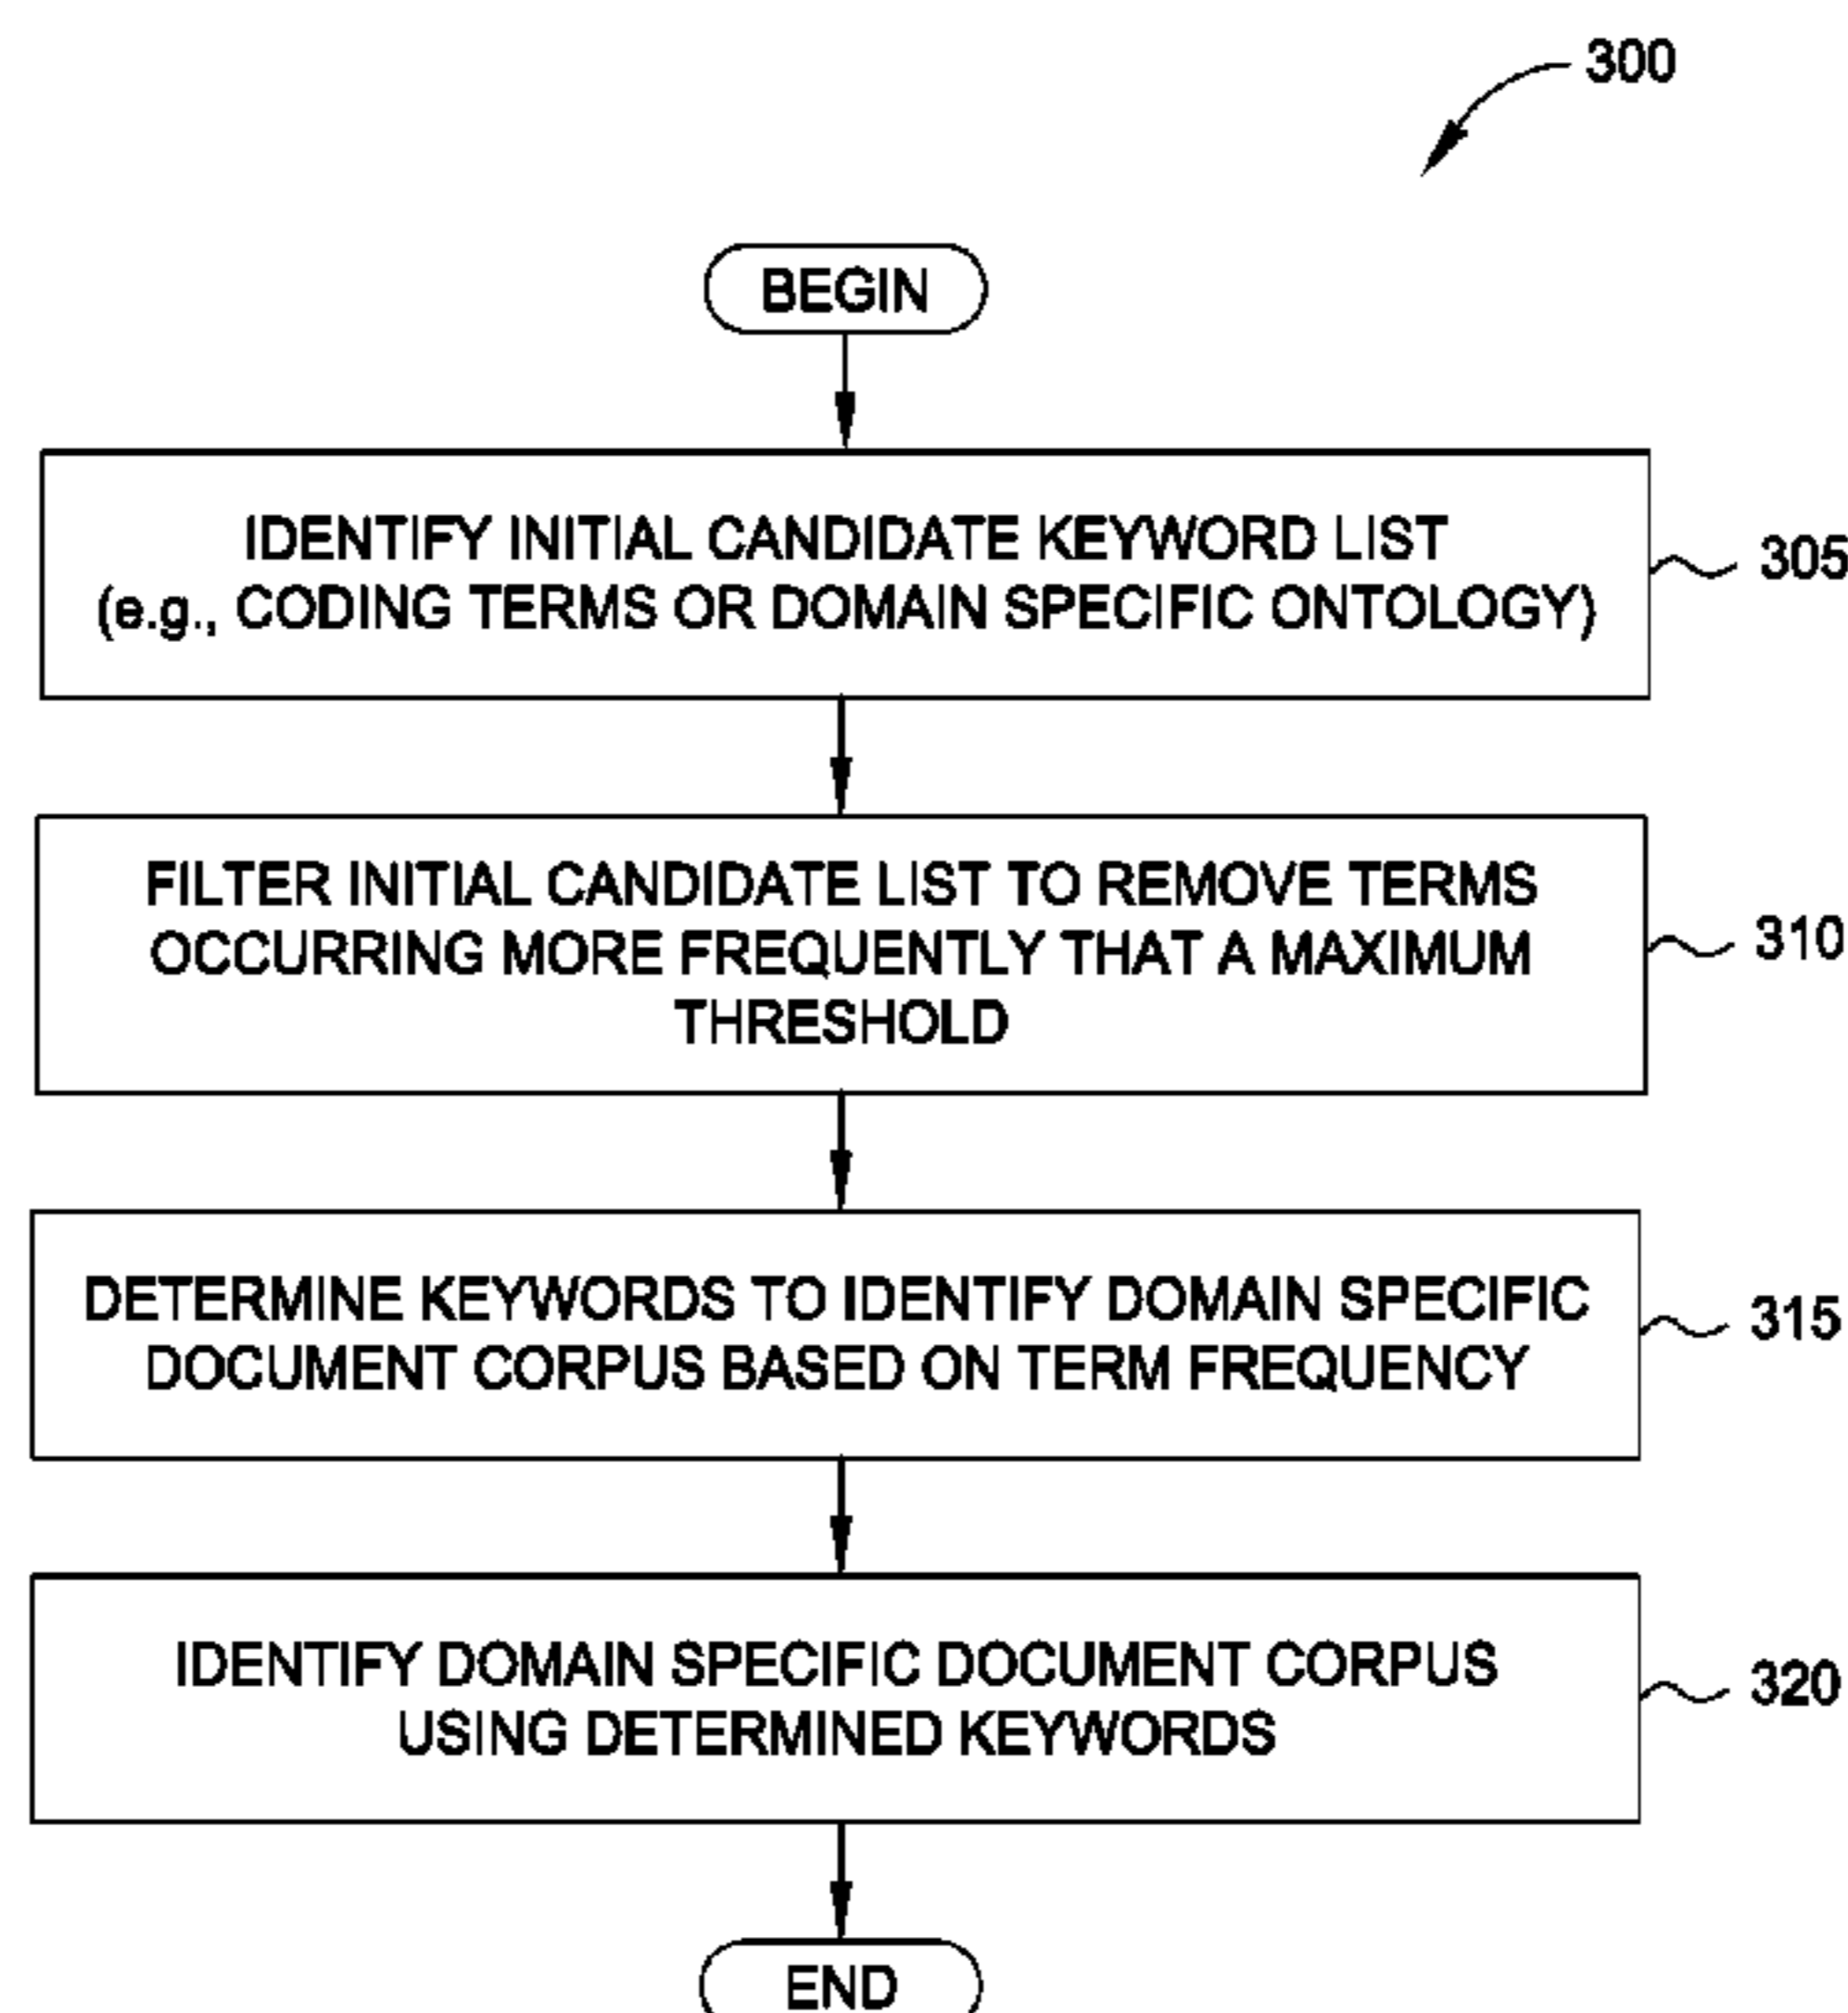 300
BEGIN
IDENTIFY INITIAL CANDIDATE KEYWORD LIST
(e.g., CODING TERMS OR DOMAIN SPECIFIC ONTOLOGY)
305
FILTER INITIAL CANDIDATE LIST TO REMOVE TERMS
OCCURRING MORE FREQUENTLY THAT A MAXIMUM
THRESHOLD
310
DETERMINE KEYWORDS TO IDENTIFY DOMAIN SPECIFIC
DOCUMENT CORPUS BASED ON TERM FREQUENCY
315
IDENTIFY DOMAIN SPECIFIC DOCUMENT CORPUS
USING DETERMINED KEYWORDS
320
END